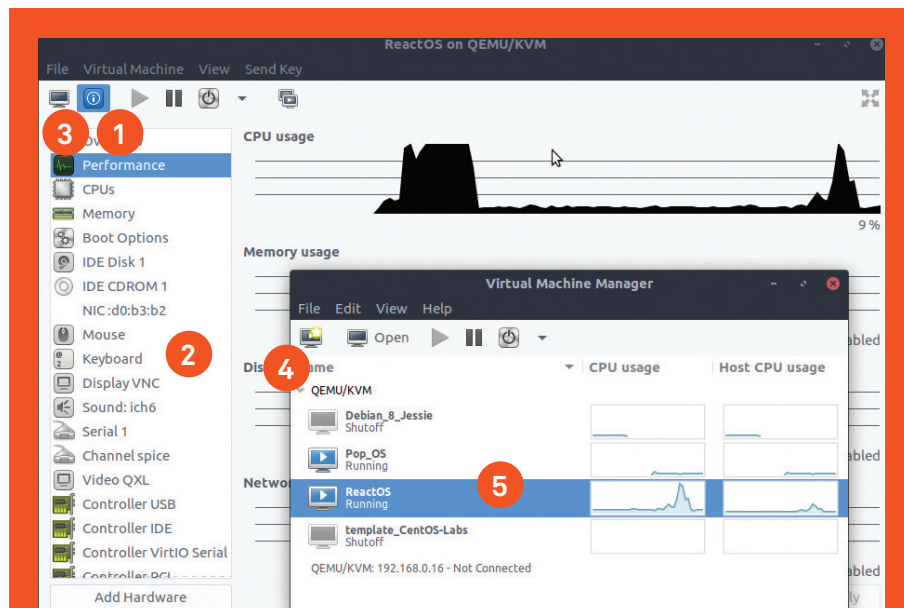 ReactOS on QEMU/KVM
File Virtual Machine View Send Key
3
1
CPU usage
Performance
CPUs
Memory
Boot Options
9 %
IDE Disk 1
Memory usage
IDE CDROM 1
NIC :d0:b3:b2
Mouse
2
Keyboard
Display VNC
Sound: ich6
Serial 1
Channel spice
Video QXL
Controller USB
Controller IDE
Controller VirtIO Serial
Controller PCI
Add Hardware
Virtual Machine Manager
File Edit View Help
Open
4
CPU usage
Host CPU usage
QEMU/KVM
Debian_8_Jessie
Shutoff
Pop_OS
Running
ReactOS
Running
5
template_CentOS-Labs
Shutoff
QEMU/KVM: 192.168.0.16 - Not Connected